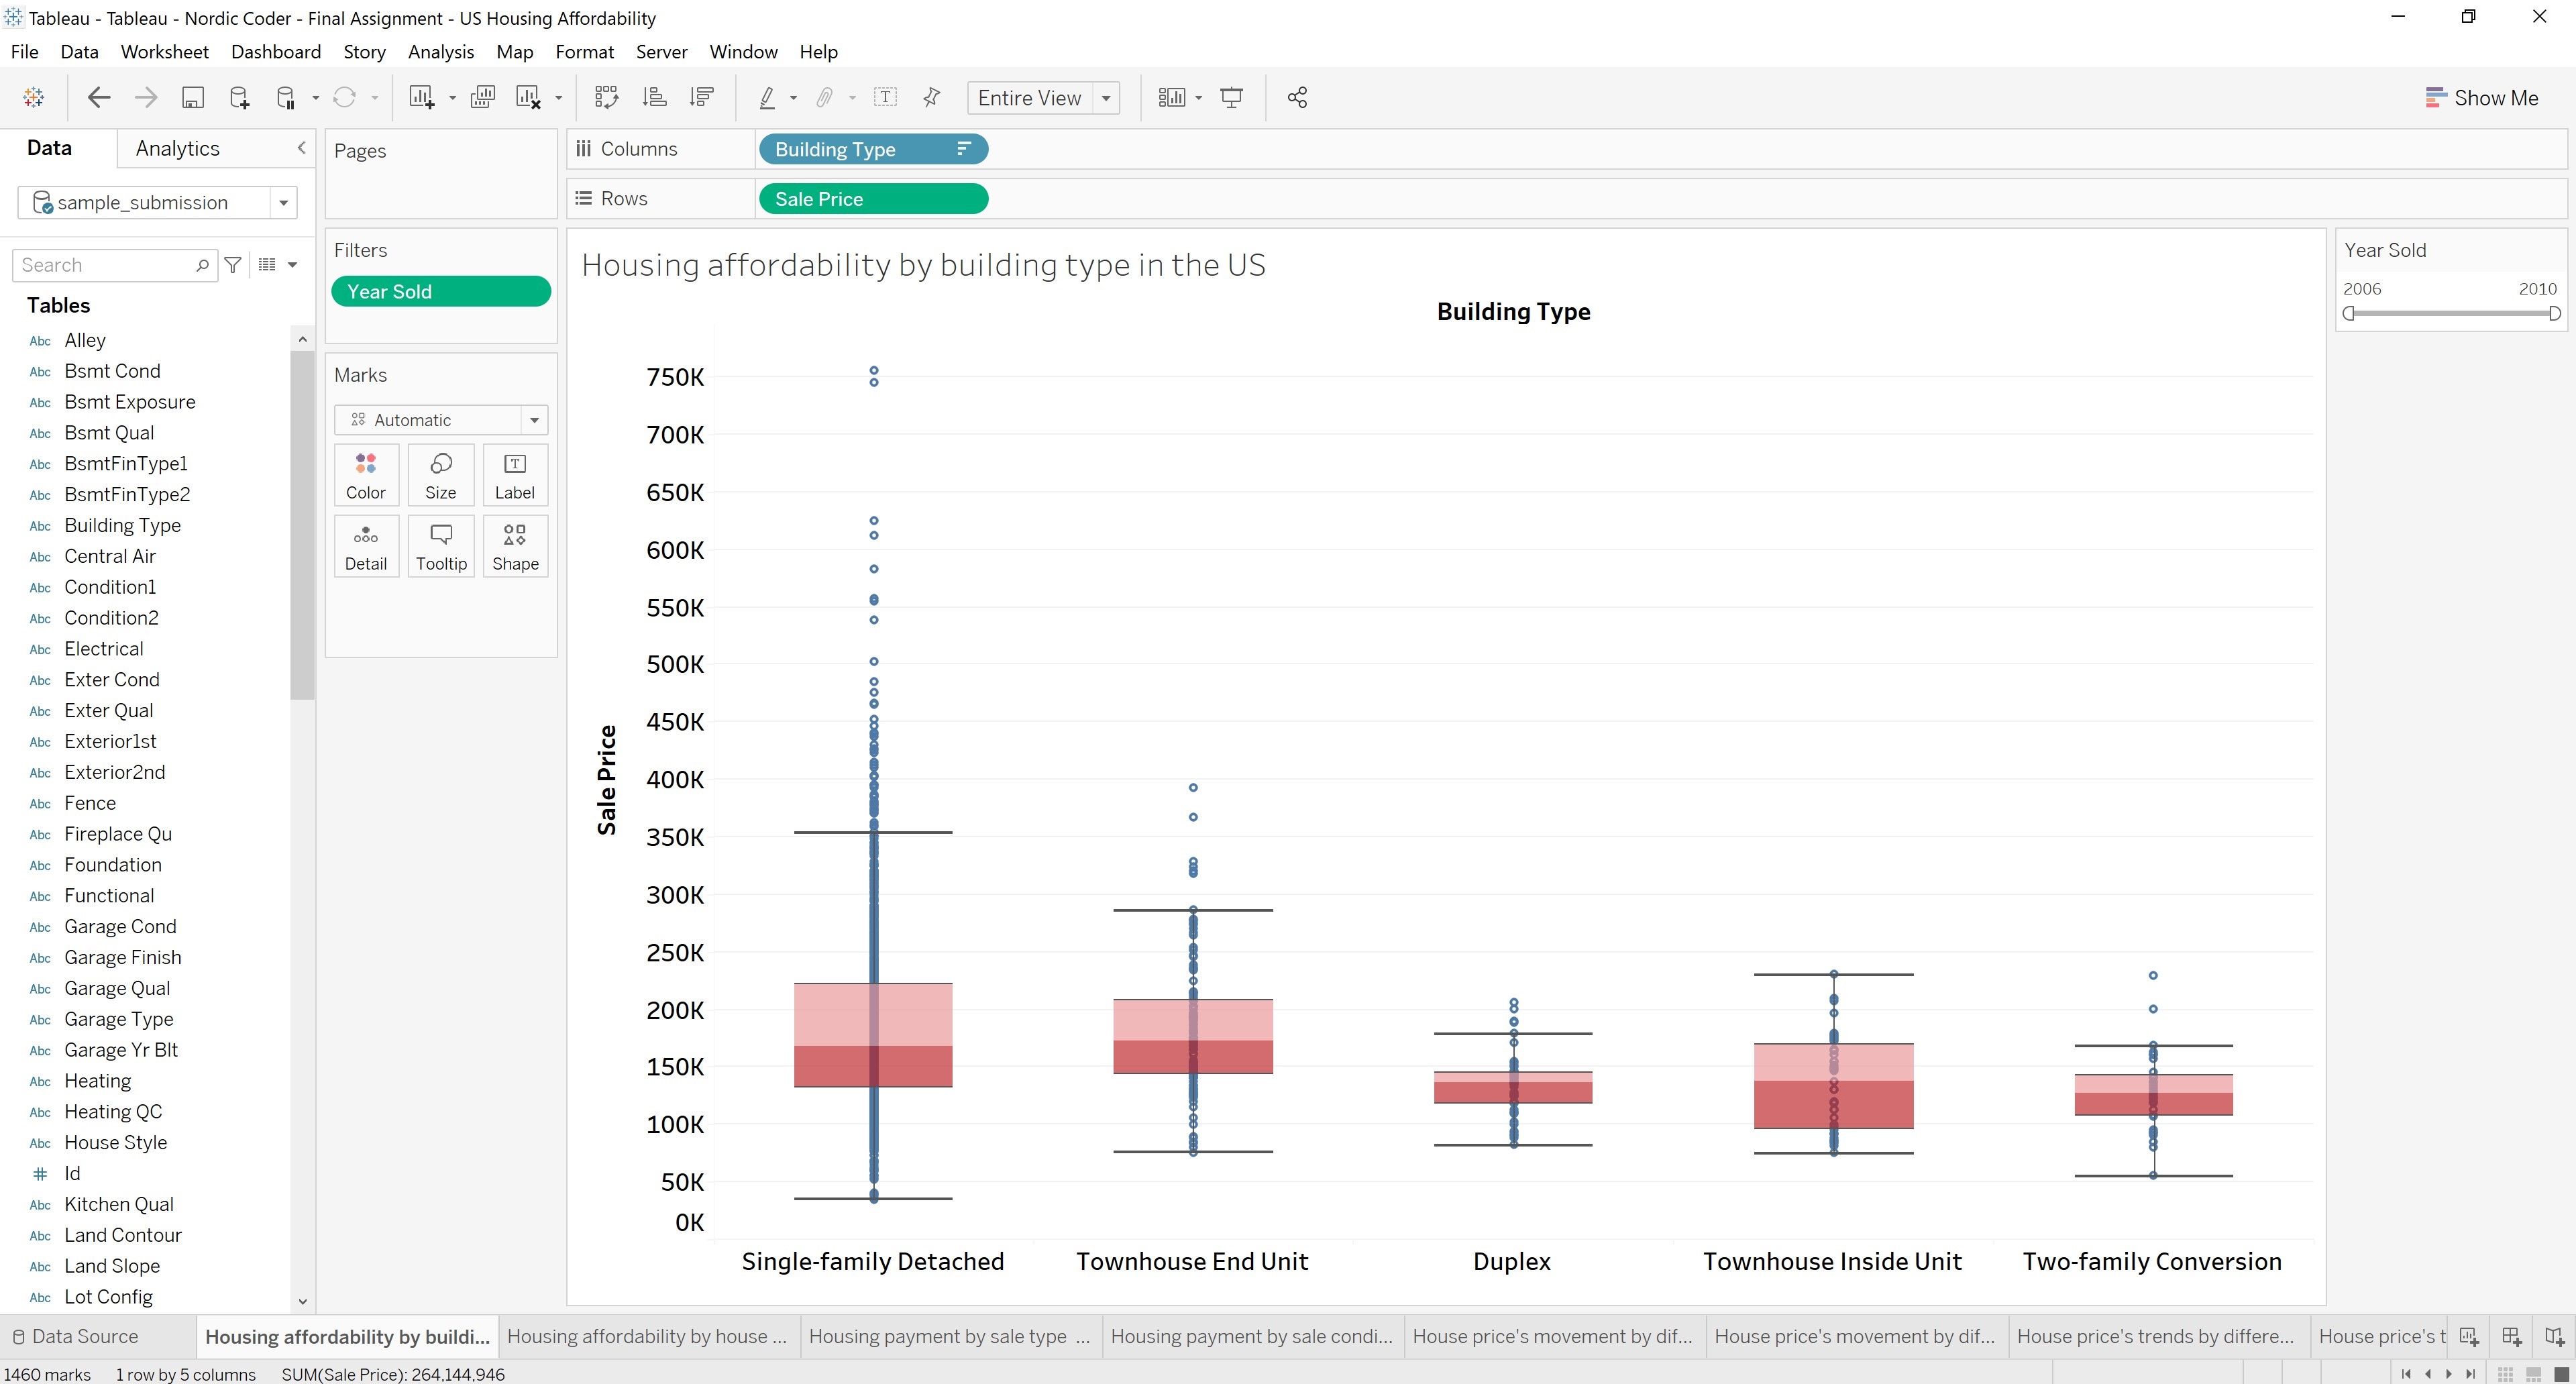 Tableau - Tableau - Nordic Coder - Final Assignment - US Housing Affordability
File Data Worksheet Dashboard Story Analysis Map Format Server Window Help
Entire View
Show Me
Data Analytics
sample_submission
Search
Tables
Abc Alley
Abc Bsmt Cond
Abc Bsmt Exposure
Abc Bsmt Qual
Abc BsmtFinType1
Abc BsmtFinType2
Abc Building Type
Abc Central Air
Abc Condition1
Abc Condition2
Abc Electrical
Abc Exter Cond
Abc Exter Qual
Abc Exterior1st
Abc Exterior2nd
Abc Fence
Abc Fireplace Qu
Abc Foundation
Abc Functional
Abc Garage Cond
Abc Garage Finish
Abc Garage Qual
Abc Garage Type
Abc Garage Yr Blt
Abc Heating
Abc Heating QC
Abc House Style
# Id
Abc Kitchen Qual
Abc Land Contour
Abc Land Slope
Abc Lot Config
Pages
Filters
Year Sold
Marks
Automatic
Color Size Label
Detail Tooltip Shape
Columns Building Type
Rows Sale Price
Housing affordability by building type in the US
Building Type
Sale Price
750K
700K
650K
600K
550K
500K
450K
400K
350K
300K
250K
200K
150K
100K
50K
0K
Single-family Detached Townhouse End Unit Duplex Townhouse Inside Unit Two-family Conversion
Year Sold
2006 2010
Data Source Housing affordability by buildi... Housing affordability by house ... Housing payment by sale type ... Housing payment by sale condi... House price's movement by dif... House price's movement by dif... House price's trends by differe... House price's t
1460 marks 1 row by 5 columns SUM(Sale Price): 264,144,946